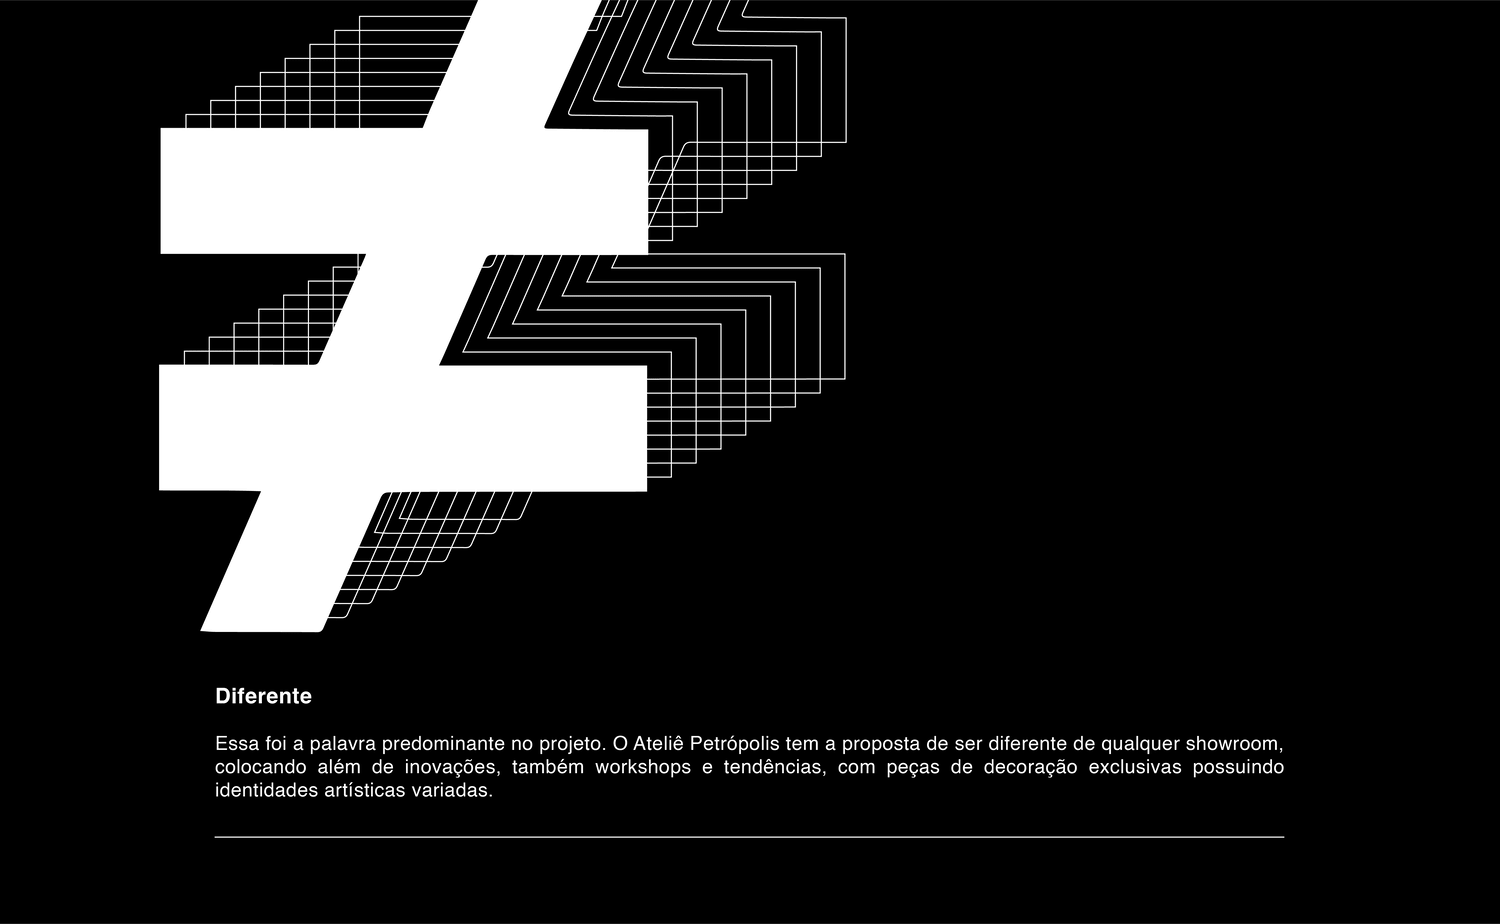 ≠
Diferente
Essa foi a palavra predominante no projeto. O Ateliê Petrópolis tem a proposta de ser diferente de qualquer showroom,
colocando além de inovações, também workshops e tendências, com peças de decoração exclusivas possuindo
identidades artísticas variadas.